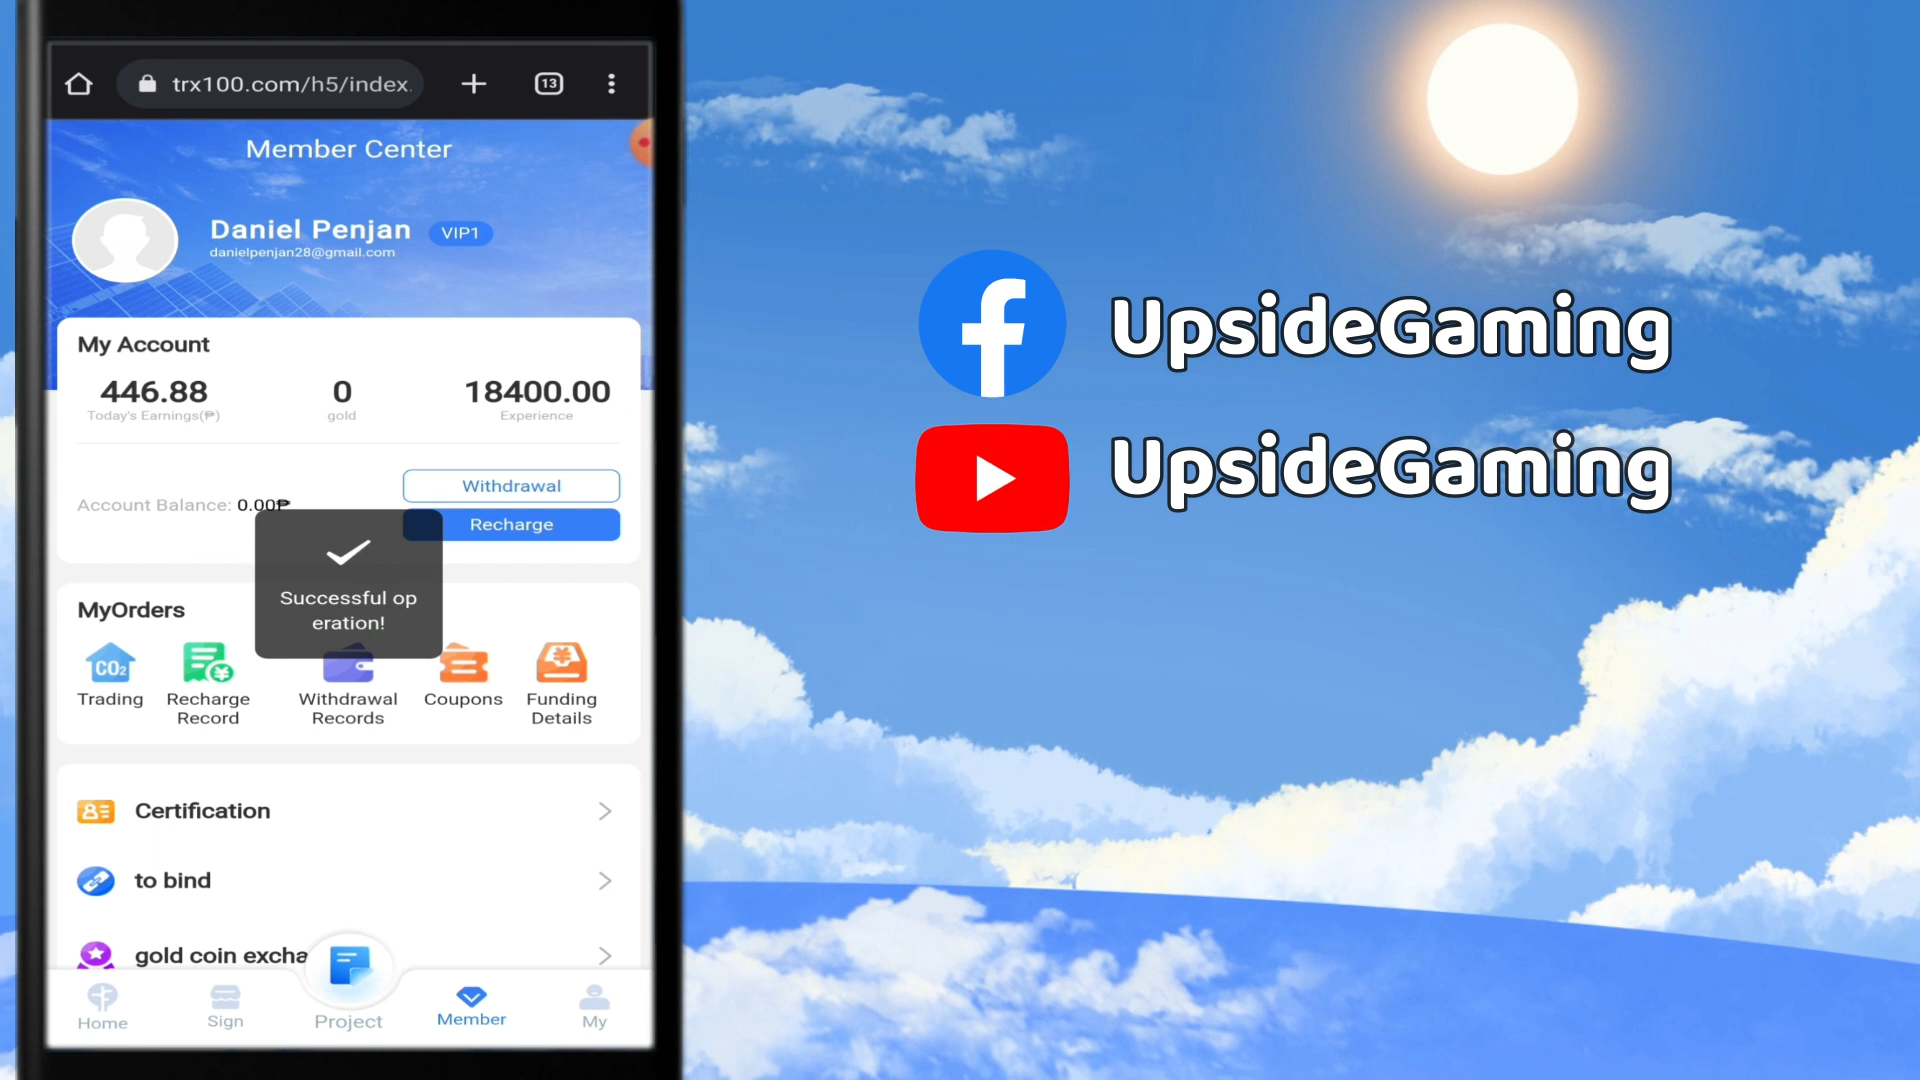 trx100.com/h5/index.
13
Member Center
Daniel Penjan
VIP1
danielpenjan28@gmail.com
My Account
446.88
0
18400.00
Today's Earnings(₱)
gold
Experience
Withdrawal
Account Balance: 0.00₱
Recharge
Successful op
eration!
MyOrders
CO2
Trading
Recharge
Record
Withdrawal
Records
Coupons
Funding
Details
Certification
to bind
gold coin excha
Home
Sign
Project
Member
My
UpsideGaming
UpsideGaming